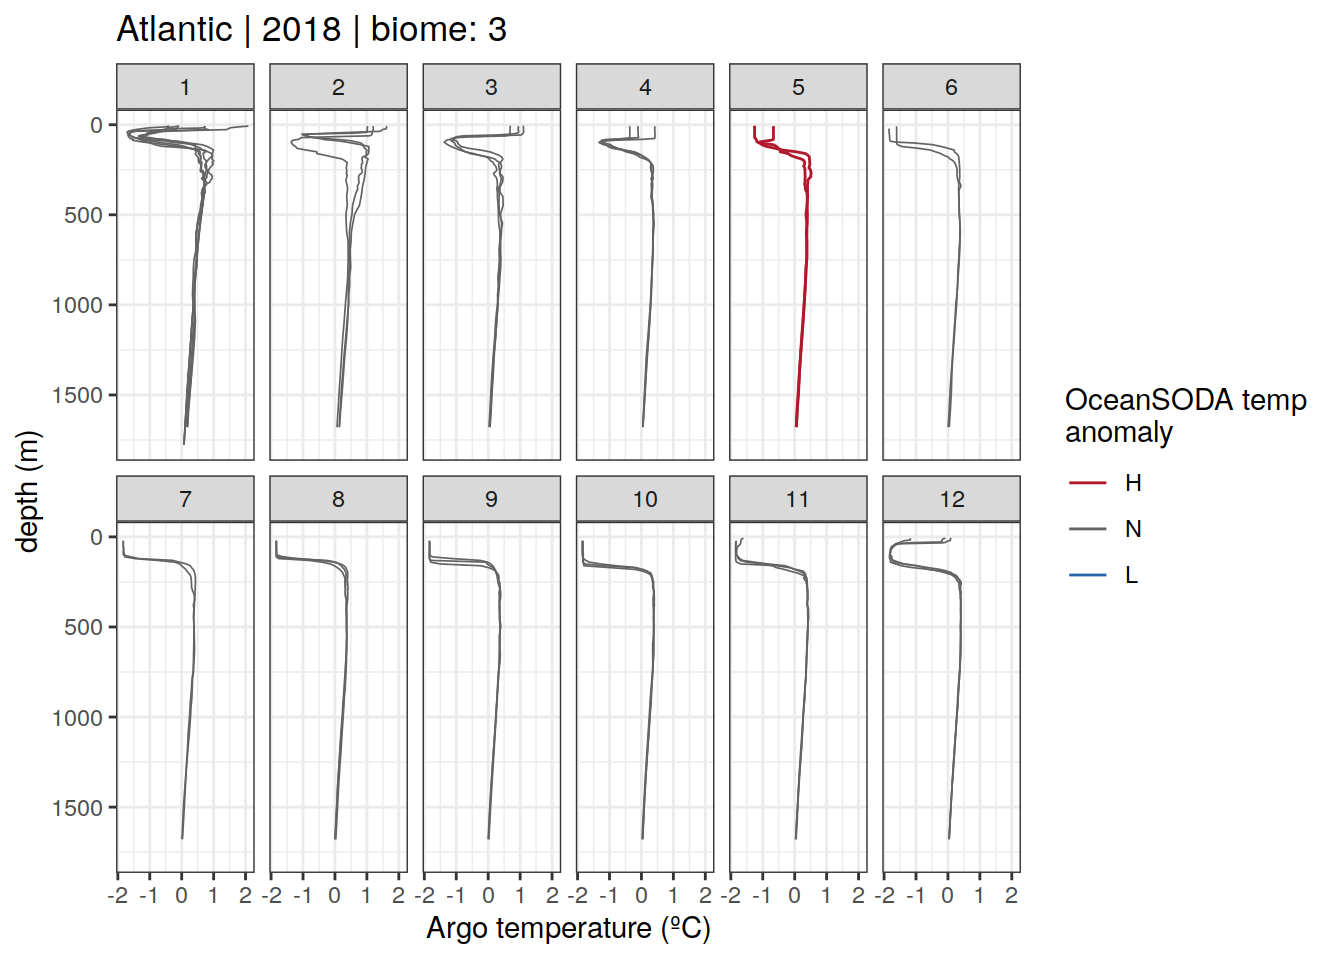 Atlantic | 2018 | biome: 3
1 2 3 4 5 6
0
500
1000
1500
7 8 9 10 11 12
0
500
1000
1500
-2 -1 0 1 2 -2 -1 0 1 2 -2 -1 0 1 2 -2 -1 0 1 2 -2 -1 0 1 2 -2 -1 0 1 2
Argo temperature (ºC)
depth (m)
OceanSODA temp
anomaly
H
N
L